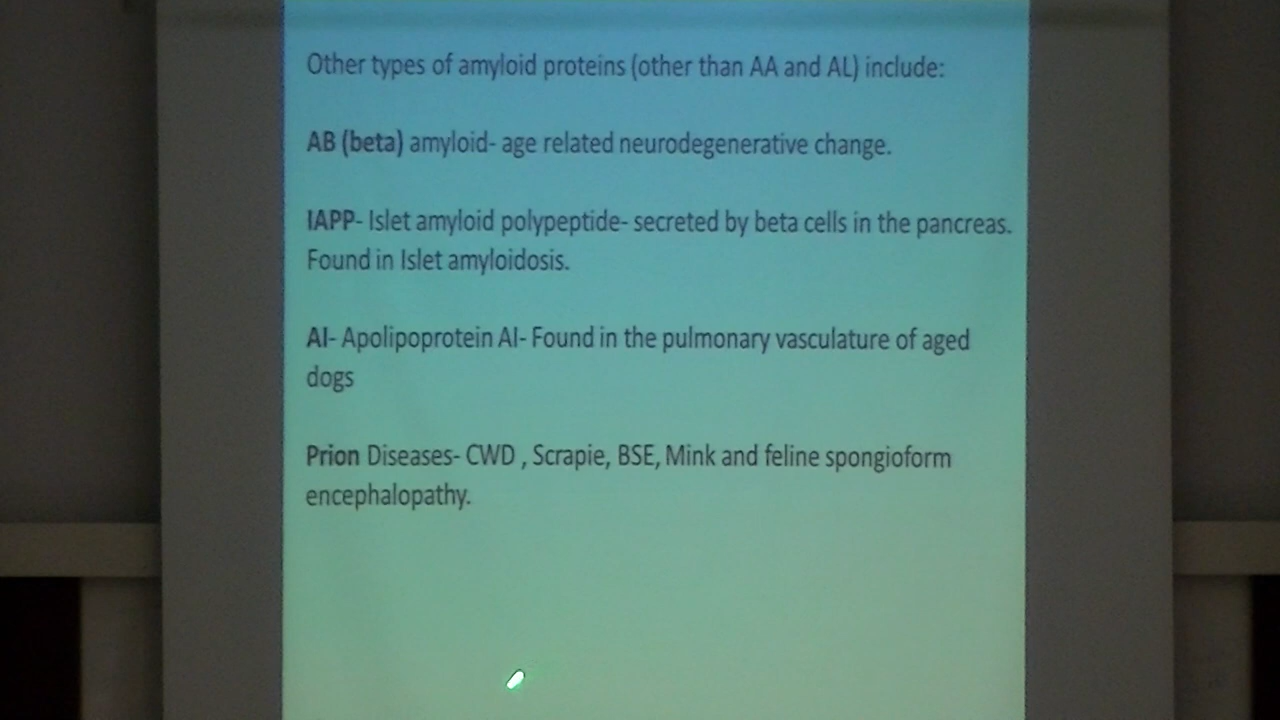 Other types of amyloid proteins (other than AA and AL) include:
AB (beta) amyloid- age related neurodegenerative change.
IAPP- Islet amyloid polypeptide- secreted by beta cells in the pancreas.
Found in Islet amyloidosis.
AI- Apolipoprotein AI- Found in the pulmonary vasculature of aged
dogs
Prion Diseases- CWD , Scrapie, BSE, Mink and feline spongioform
encephalopathy.